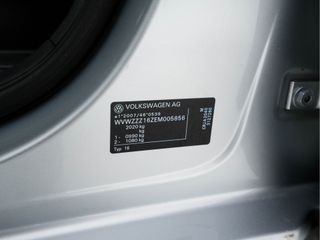 VOLKSWAGEN AG
e1*2007/46*0539
WVWZZZ16ZEM005856
2020 kg
kg
1 - 0990 kg
2 - 1080 kg
Typ 16